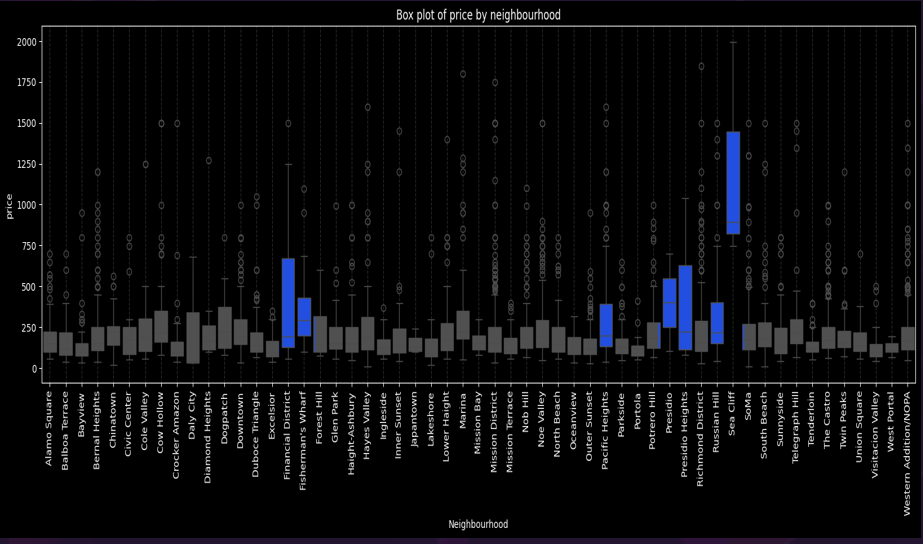 Box plot of price by neighbourhood
price
2000
1750
1500
1250
1000
750
500
250
0
Alamo Square
Balboa Terrace
Bayview
Bernal Heights
Chinatown
Civic Center
Cole Valley
Cow Hollow
Crocker Amazon
Daly City
Diamond Heights
Dogpatch
Downtown
Duboce Triangle
Excelsior
Financial District
Fisherman's Wharf
Forest Hill
Glen Park
Haight-Ashbury
Hayes Valley
Ingleside
Inner Sunset
Japantown
Lakeshore
Lower Haight
Marina
Mission Bay
Mission District
Mission Terrace
Nob Hill
Noe Valley
North Beach
Oceanview
Outer Sunset
Pacific Heights
Parkside
Portola
Potrero Hill
Presidio
Presidio Heights
Richmond District
Russian Hill
Sea Cliff
SoMa
South Beach
Sunnyside
Telegraph Hill
Tenderloin
The Castro
Twin Peaks
Union Square
Visitacion Valley
West Portal
Western Addition/NOPA
Neighbourhood